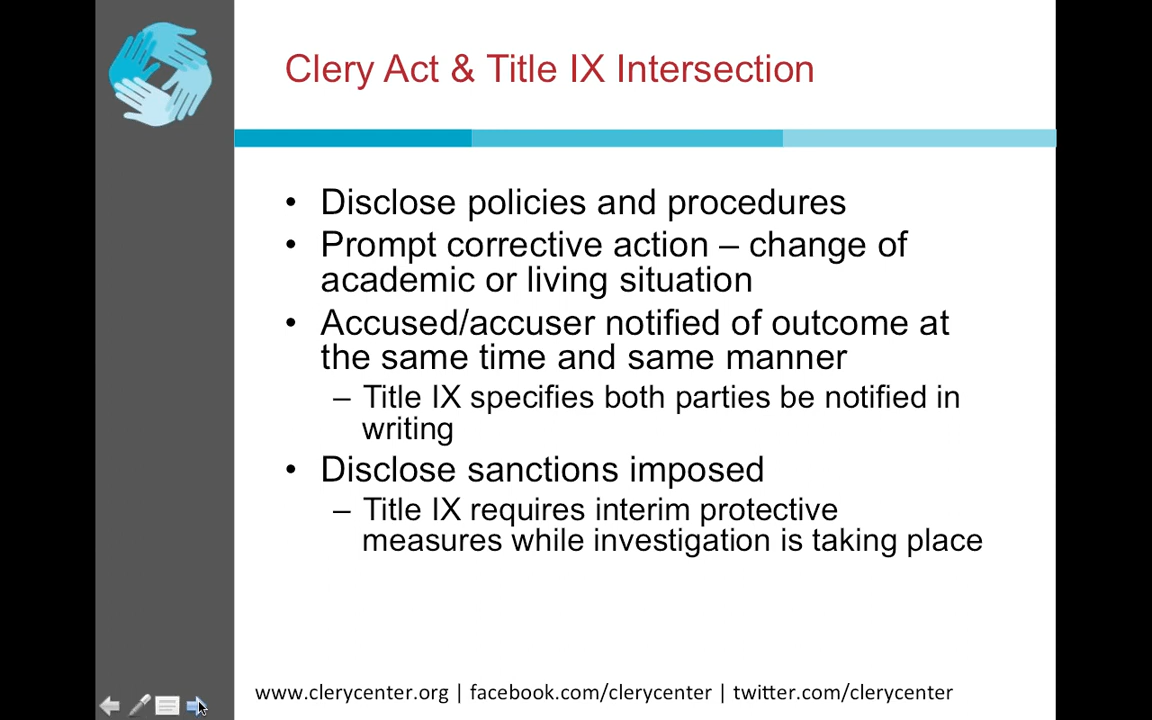 Clery Act & Title IX Intersection
• Disclose policies and procedures
• Prompt corrective action – change of
academic or living situation
• Accused/accuser notified of outcome at
the same time and same manner
– Title IX specifies both parties be notified in
writing
• Disclose sanctions imposed
– Title IX requires interim protective
measures while investigation is taking place
www.clerycenter.org | facebook.com/clerycenter | twitter.com/clerycenter